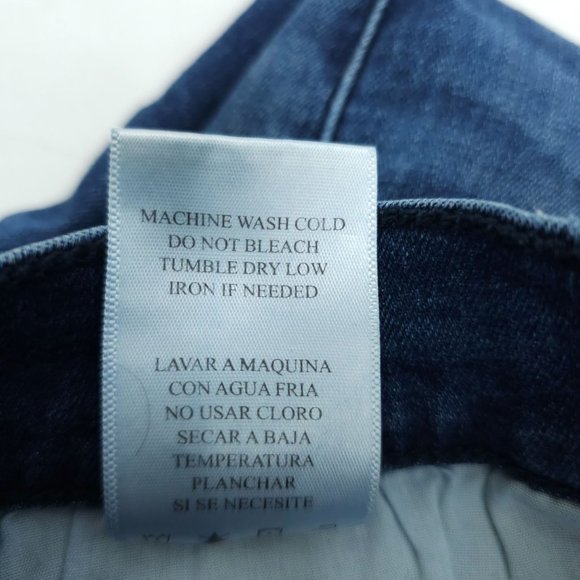 MACHINE WASH COLD
DO NOT BLEACH
TUMBLE DRY LOW
IRON IF NEEDED
LAVAR A MAQUINA
CON AGUA FRIA
NO USAR CLORO
SECAR A BAJA
TEMPERATURA
PLANCHAR
SI SE NECESITE